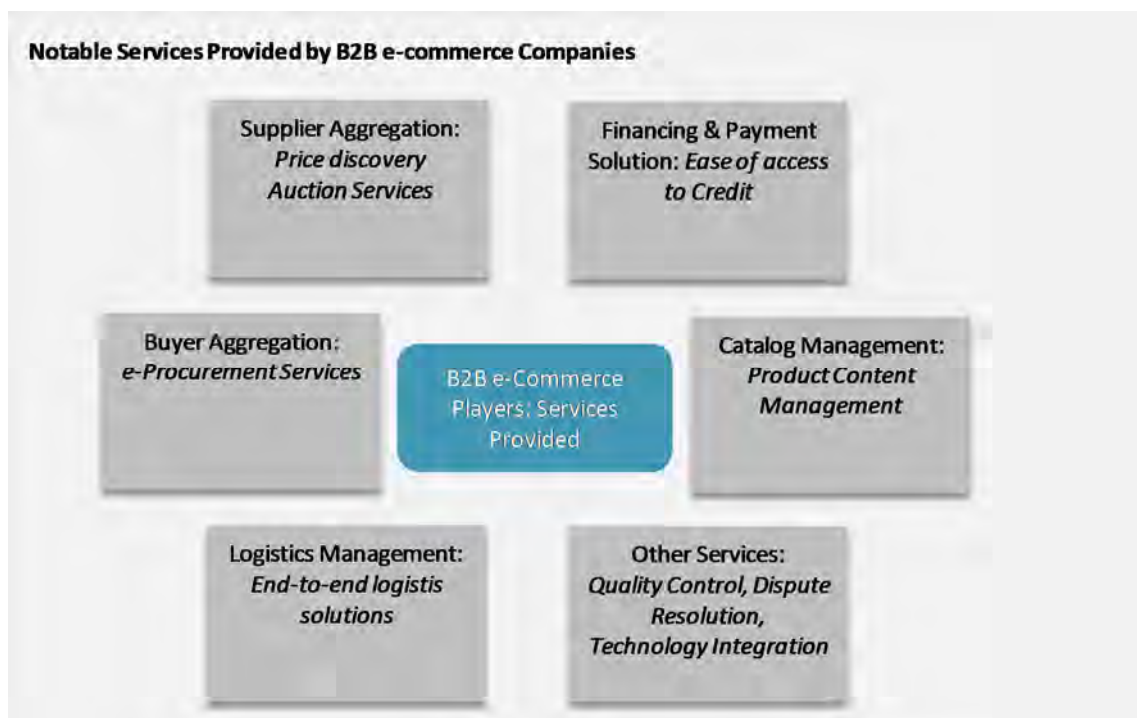 Notable Services Provided by B2B e-commerce Companies
Supplier Aggregation:
Price discovery
Auction Services
Financing & Payment
Solution: Ease of access
to Credit
Buyer Aggregation:
e-Procurement Services
B2B e-Commerce
Players: Services
Provided
Catalog Management:
Product Content
Management
Logistics Management:
End-to-end logistis
solutions
Other Services:
Quality Control, Dispute
Resolution,
Technology Integration